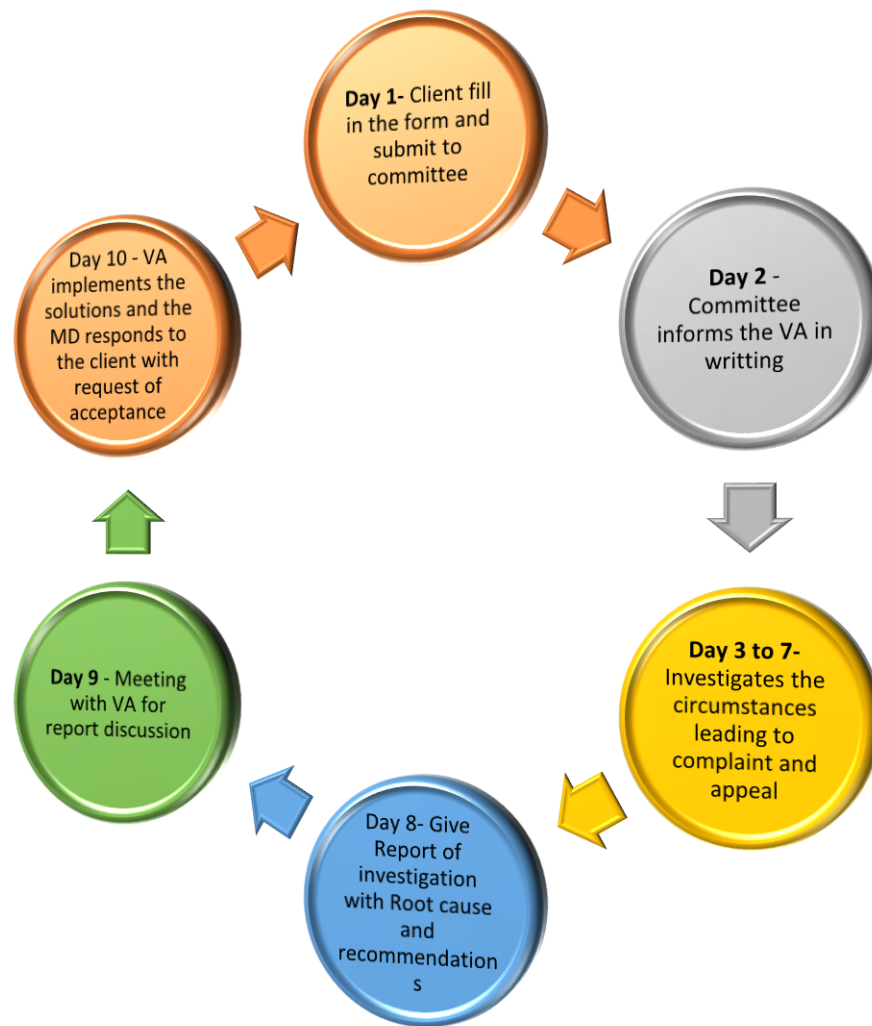 Day 1- Client fill
in the form and
submit to
committee
Day 2 -
Committee
informs the VA in
writting
Day 3 to 7-
Investigates the
circumstances
leading to
complaint and
appeal
Day 8- Give
Report of
investigation
with Root cause
and
recommendation
s
Day 9 - Meeting
with VA for
report discussion
Day 10 - VA
implements the
solutions and the
MD responds to
the client with
request of
acceptance